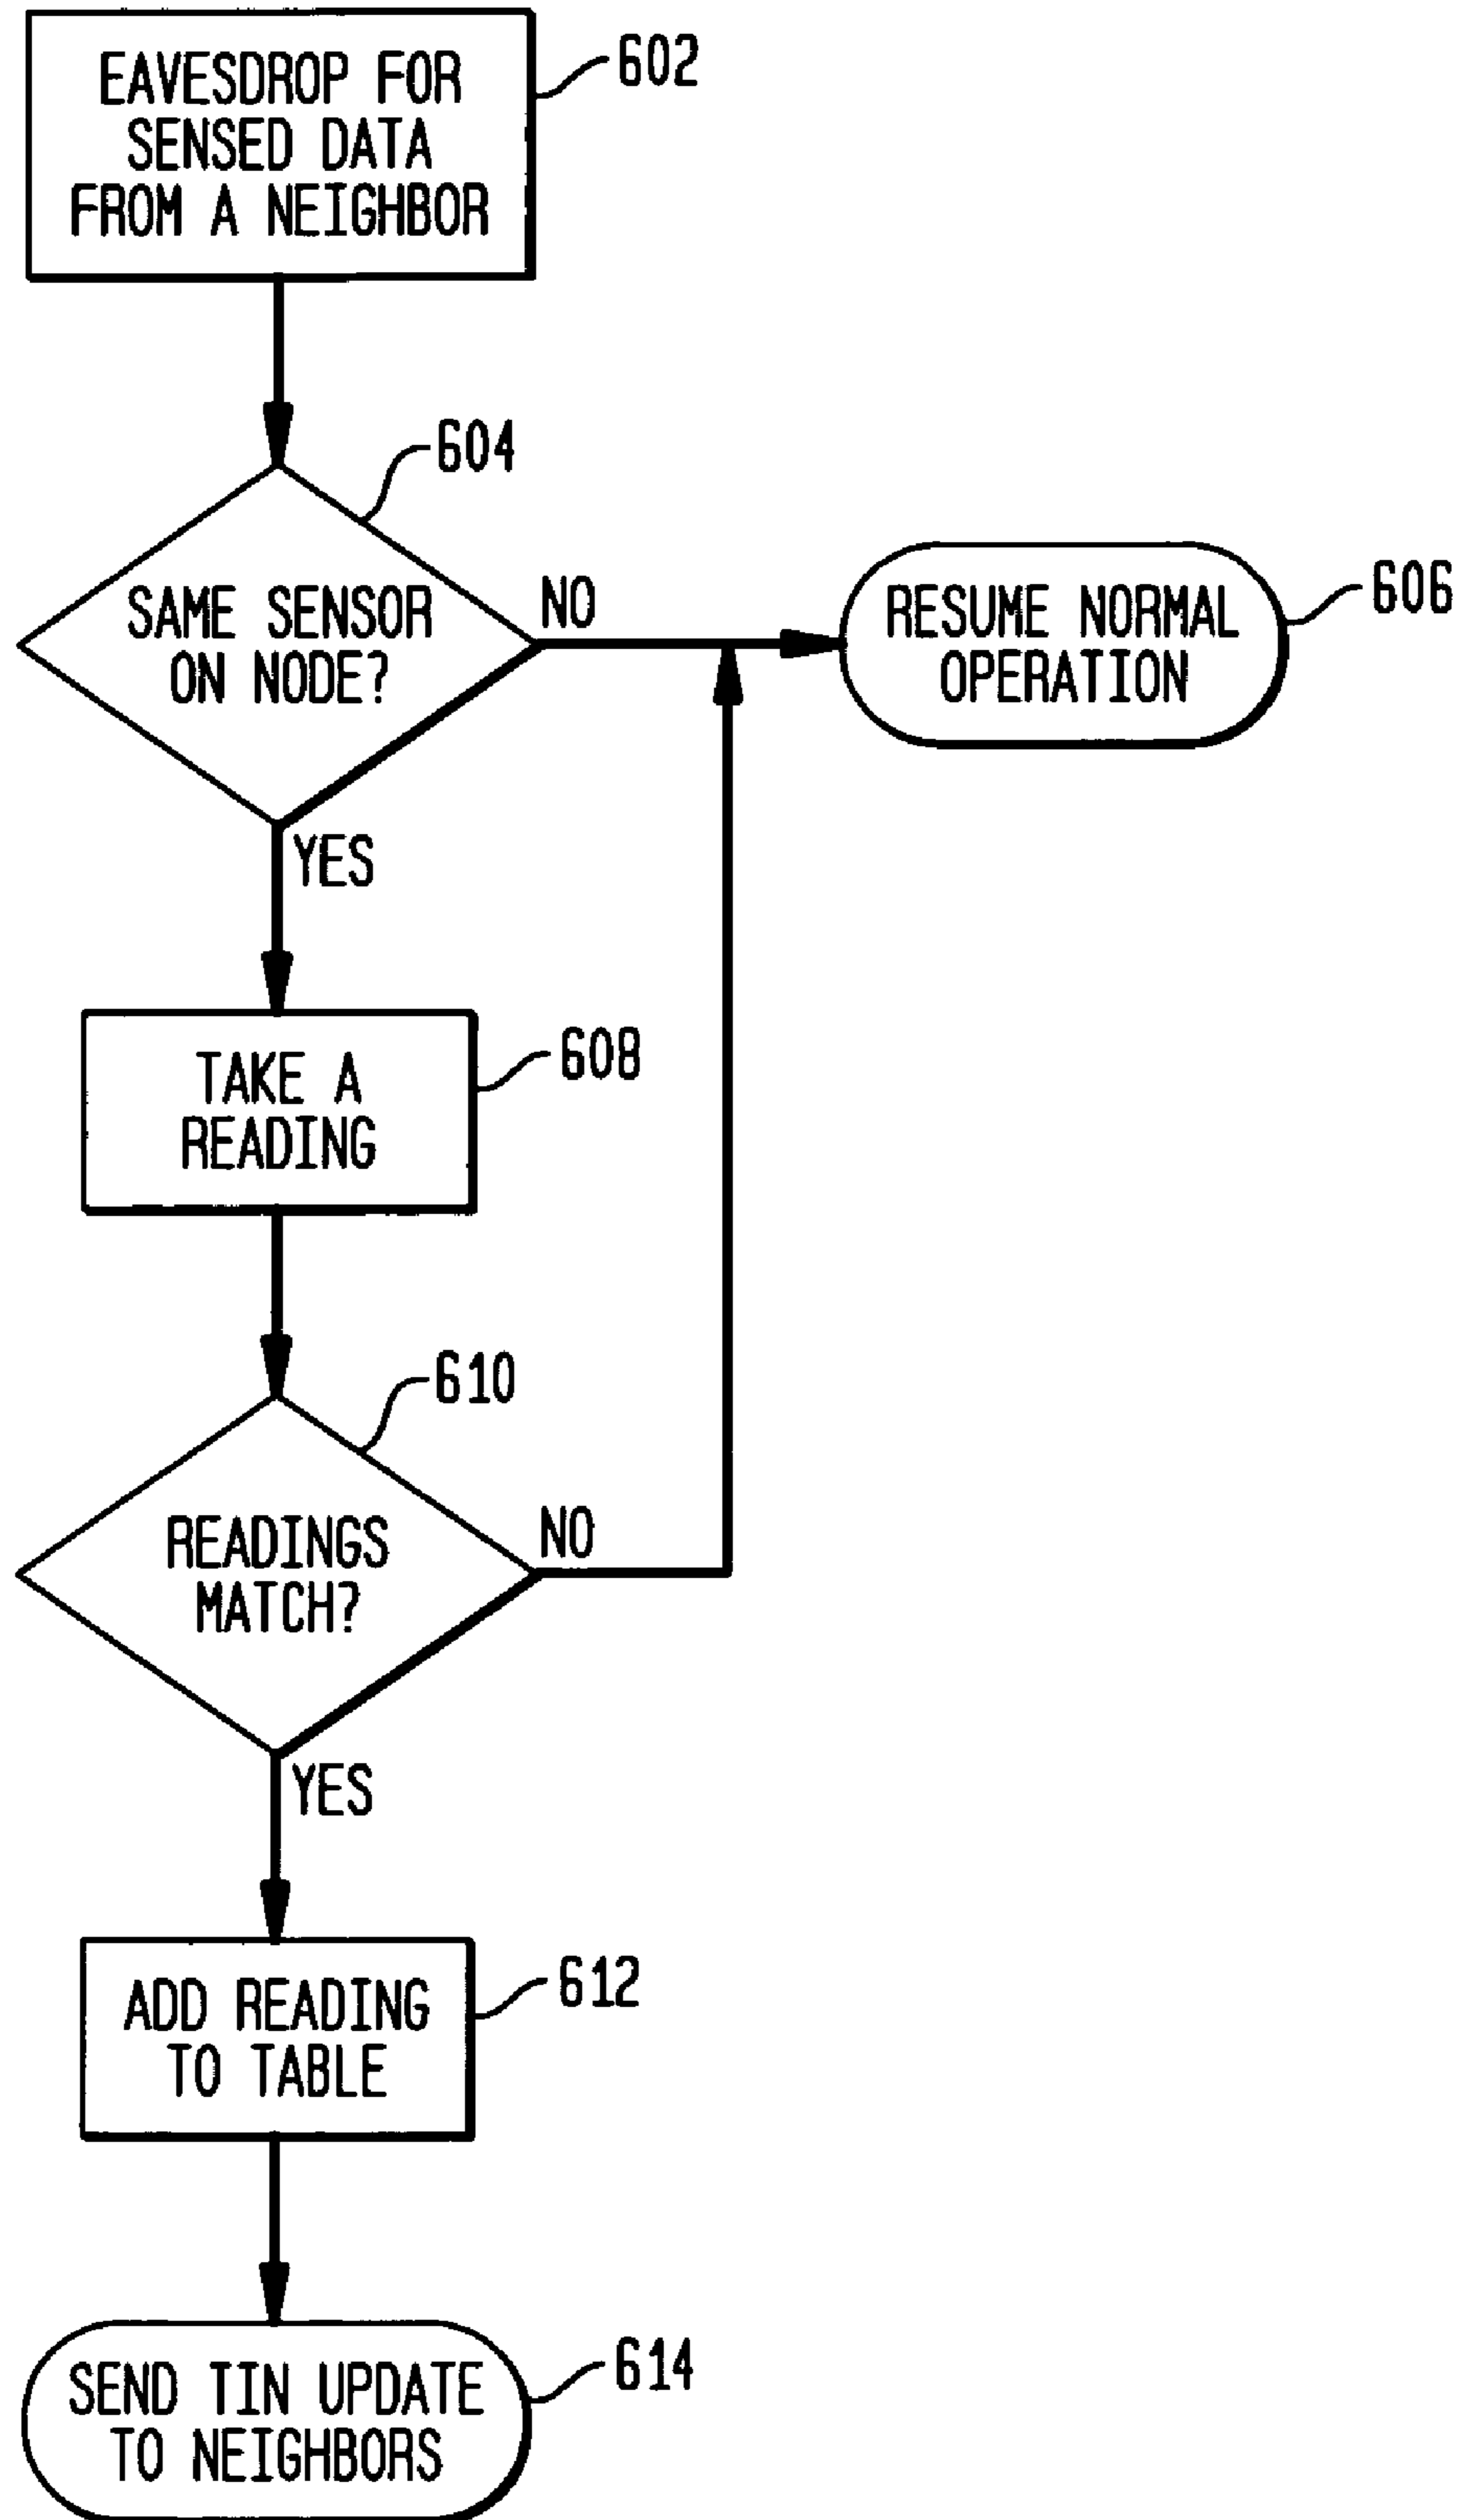 EAVESDROP FOR
SENSED DATA
FROM A NEIGHBOR
602
604
SAME SENSOR
ON NODE?
NO
RESUME NORMAL
OPERATION
606
YES
TAKE A
READING
608
610
READINGS
MATCH?
NO
YES
ADD READING
TO TABLE
612
SEND TIN UPDATE
TO NEIGHBORS
614